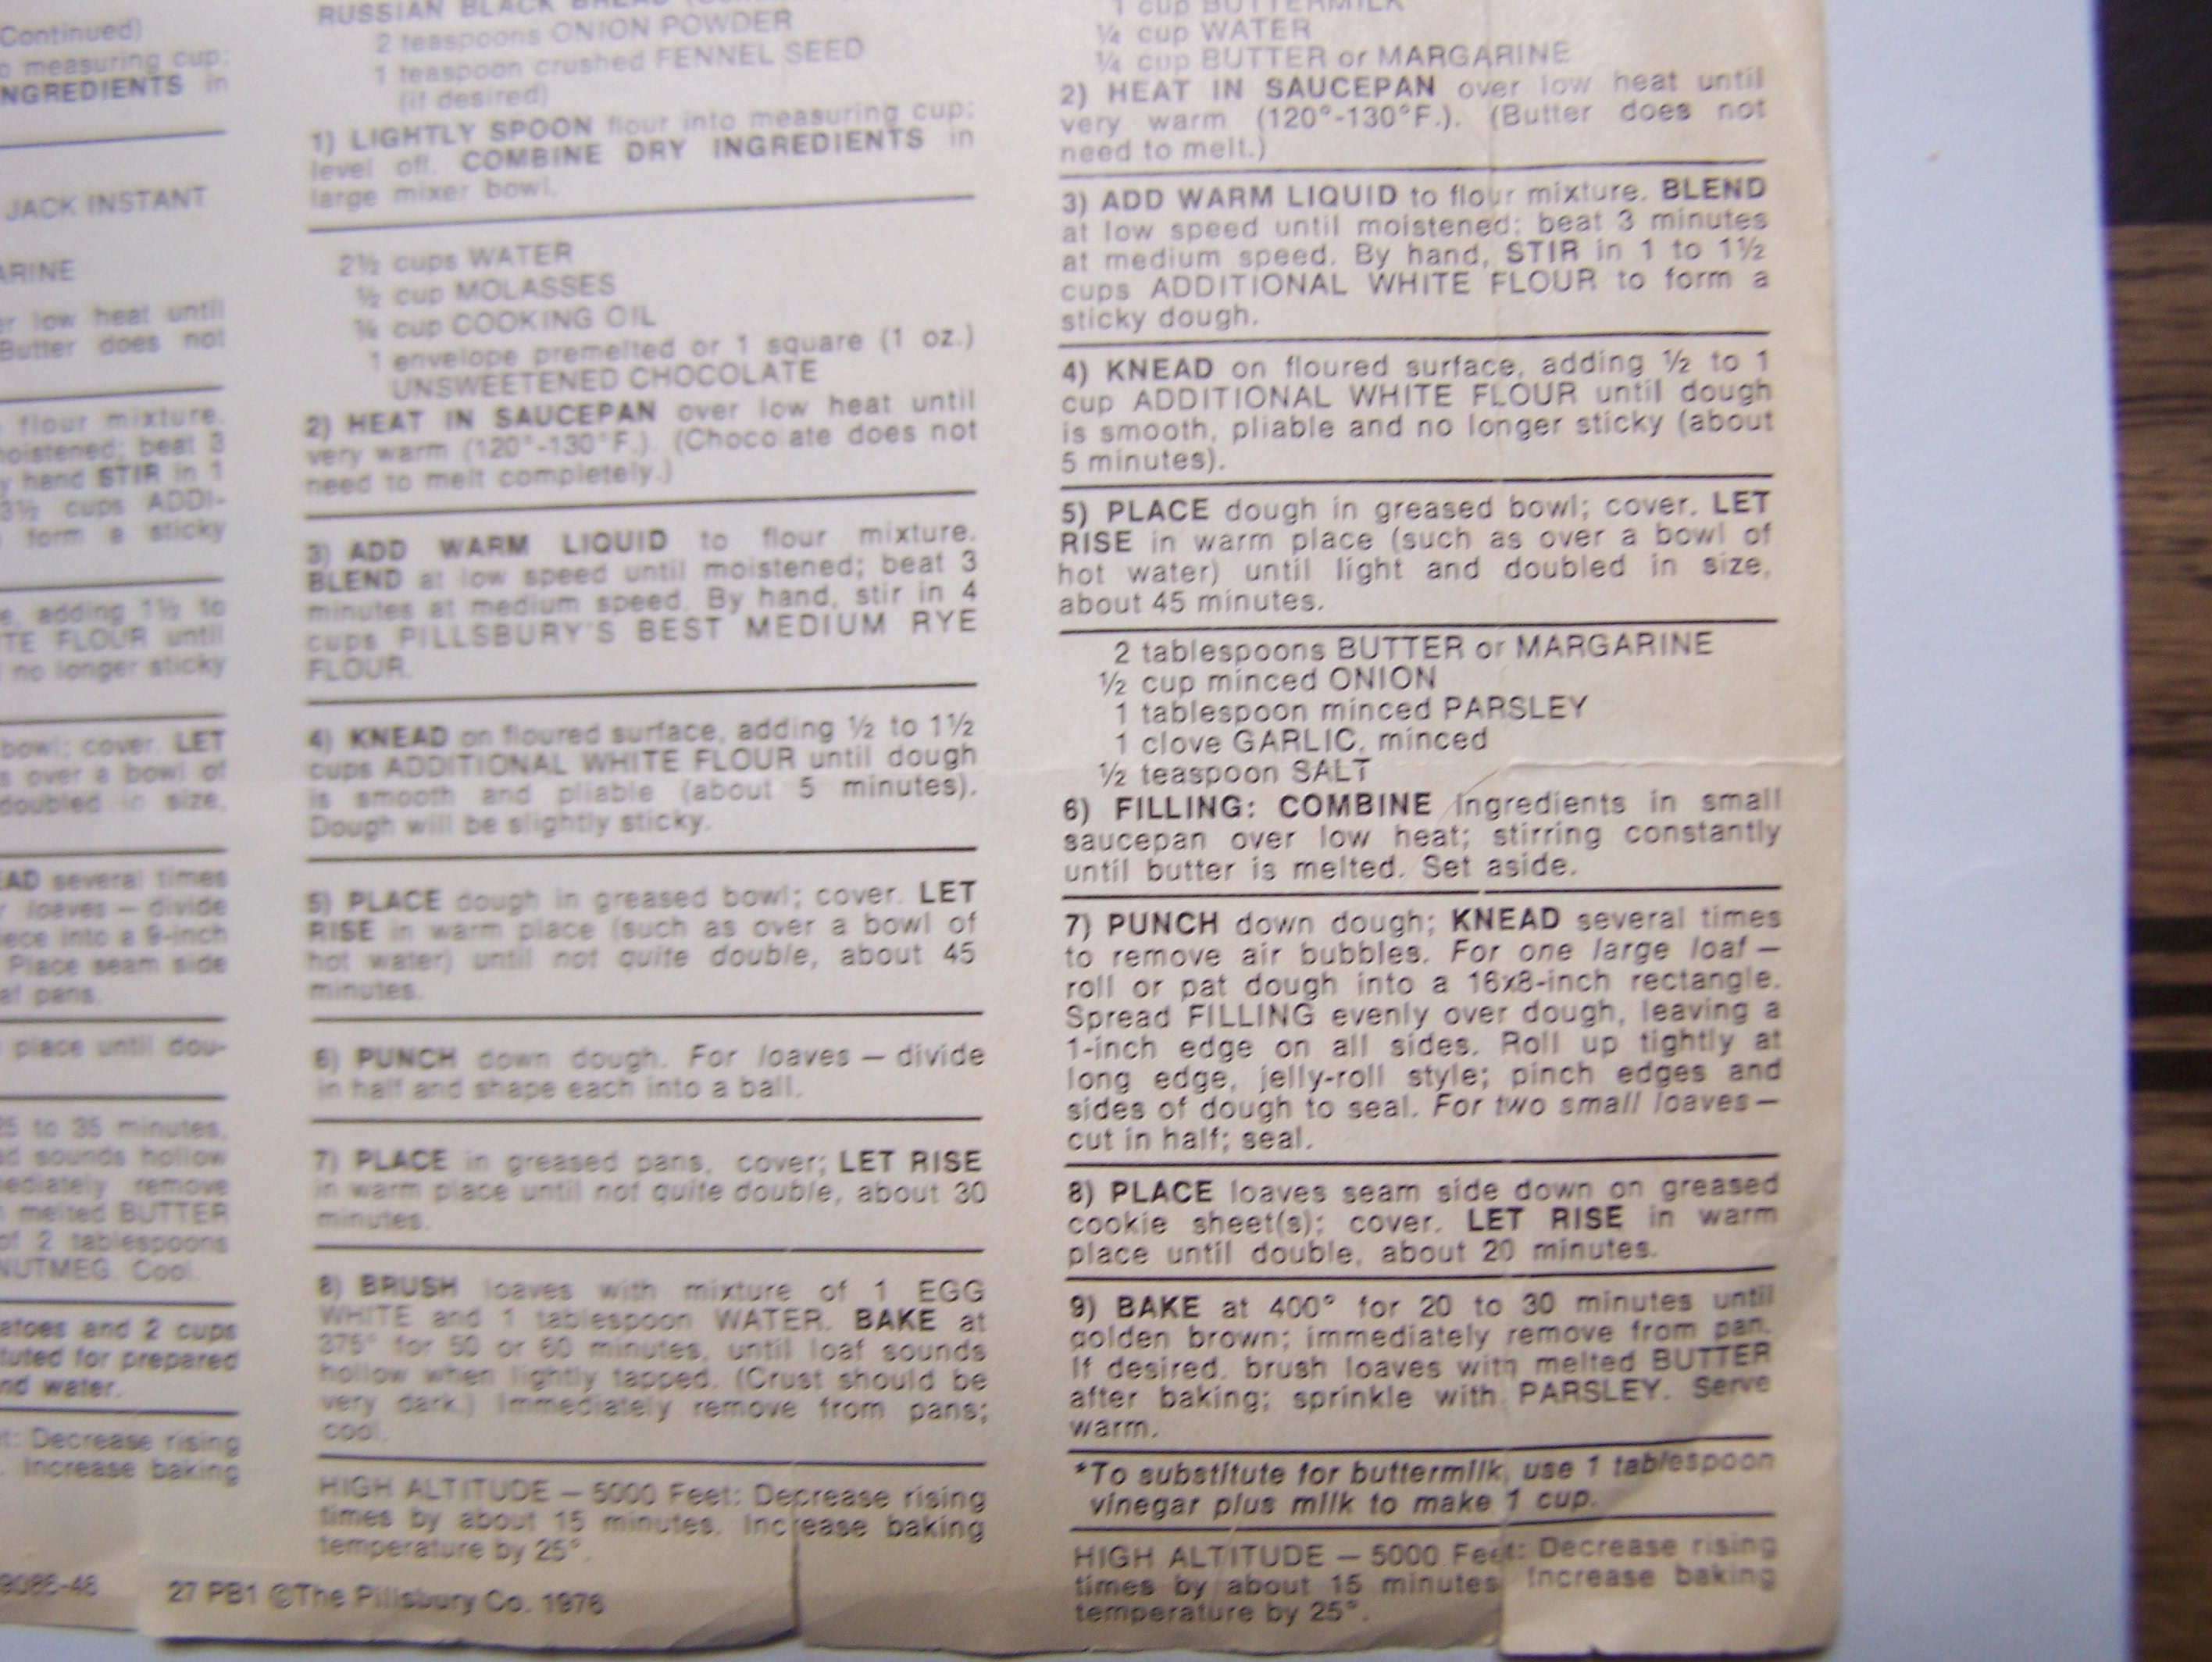 Continued)
measuring cup;
NGREDIENTS in
JACK INSTANT
ARINE
er low heat until
Butter does not
flour mixture.
moistened; beat 3
y hand STIR in 1
3½ cups ADDI-
form a sticky
e, adding 1½ to
TE FLOUR until
no longer sticky
bowl; cover. LET
s over a bowl of
doubled in size,
EAD several times
r loaves — divide
iece into a 9-inch
Place seam side
af pans.
place until dou-
25 to 35 minutes,
ad sounds hollow
mediately remove
melted BUTTER
of 2 tablespoons
NUTMEG. Cool.
atoes and 2 cups
tuted for prepared
nd water.
t: Decrease rising
. Increase baking
9086-46
RUSSIAN BLACK BREAD
2 teaspoons ONION POWDER
1 teaspoon crushed FENNEL SEED
(if desired)
1) LIGHTLY SPOON flour into measuring cup;
level off. COMBINE DRY INGREDIENTS in
large mixer bowl.
2½ cups WATER
½ cup MOLASSES
¼ cup COOKING OIL
1 envelope premelted or 1 square (1 oz.)
UNSWEETENED CHOCOLATE
2) HEAT IN SAUCEPAN over low heat until
very warm (120°-130°F.). (Choco ate does not
need to melt completely.)
3) ADD WARM LIQUID to flour mixture.
BLEND at low speed until moistened; beat 3
minutes at medium speed. By hand, stir in 4
cups PILLSBURY'S BEST MEDIUM RYE
FLOUR.
4) KNEAD on floured surface, adding ½ to 1½
cups ADDITIONAL WHITE FLOUR until dough
is smooth and pliable (about 5 minutes).
Dough will be slightly sticky.
5) PLACE dough in greased bowl; cover. LET
RISE in warm place (such as over a bowl of
hot water) until not quite double, about 45
minutes.
6) PUNCH down dough. For loaves — divide
in half and shape each into a ball.
7) PLACE in greased pans, cover; LET RISE
in warm place until not quite double, about 30
minutes.
8) BRUSH loaves with mixture of 1 EGG
WHITE and 1 tablespoon WATER. BAKE at
375° for 50 or 60 minutes, until loaf sounds
hollow when lightly tapped. (Crust should be
very dark.) Immediately remove from pans;
cool.
HIGH ALTITUDE — 5000 Feet: Decrease rising
times by about 15 minutes. Increase baking
temperature by 25°.
27 PB1 ©The Pillsbury Co. 1976
1 cup BUTTERMILK
¼ cup WATER
¼ cup BUTTER or MARGARINE
2) HEAT IN SAUCEPAN over low heat until
very warm (120°-130°F.). (Butter does not
need to melt.)
3) ADD WARM LIQUID to flour mixture. BLEND
at low speed until moistened; beat 3 minutes
at medium speed. By hand, STIR in 1 to 1½
cups ADDITIONAL WHITE FLOUR to form a
sticky dough.
4) KNEAD on floured surface, adding ½ to 1
cup ADDITIONAL WHITE FLOUR until dough
is smooth, pliable and no longer sticky (about
5 minutes).
5) PLACE dough in greased bowl; cover. LET
RISE in warm place (such as over a bowl of
hot water) until light and doubled in size,
about 45 minutes.
2 tablespoons BUTTER or MARGARINE
½ cup minced ONION
1 tablespoon minced PARSLEY
1 clove GARLIC, minced
½ teaspoon SALT
6) FILLING: COMBINE ingredients in small
saucepan over low heat; stirring constantly
until butter is melted. Set aside.
7) PUNCH down dough; KNEAD several times
to remove air bubbles. For one large loaf —
roll or pat dough into a 16x8-inch rectangle.
Spread FILLING evenly over dough, leaving a
1-inch edge on all sides. Roll up tightly at
long edge, jelly-roll style; pinch edges and
sides of dough to seal. For two small loaves —
cut in half; seal.
8) PLACE loaves seam side down on greased
cookie sheet(s); cover. LET RISE in warm
place until double, about 20 minutes.
9) BAKE at 400° for 20 to 30 minutes until
golden brown; immediately remove from pan.
If desired, brush loaves with melted BUTTER
after baking; sprinkle with PARSLEY. Serve
warm.
*To substitute for buttermilk, use 1 tablespoon
vinegar plus milk to make 1 cup.
HIGH ALTITUDE — 5000 Feet: Decrease rising
times by about 15 minutes. Increase baking
temperature by 25°.